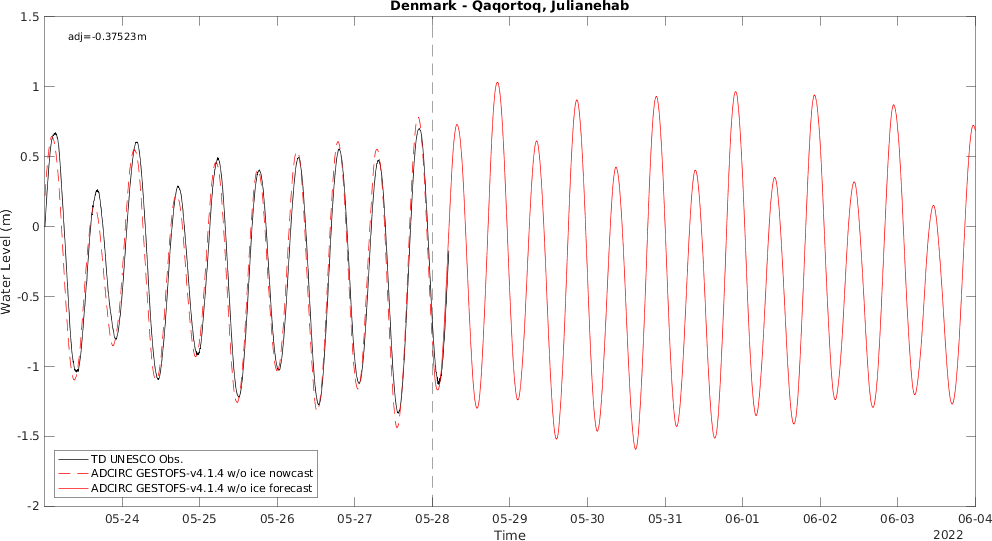 Denmark - Qaqortoq, Julianehab
adj=-0.37523m
1.5
1
0.5
0
-0.5
-1
-1.5
-2
Water Level (m)
TD UNESCO Obs.
ADCIRC GESTOFS-v4.1.4 w/o ice nowcast
ADCIRC GESTOFS-v4.1.4 w/o ice forecast
05-24 05-25 05-26 05-27 05-28 05-29 05-30 05-31 06-01 06-02 06-03 06-04
Time
2022